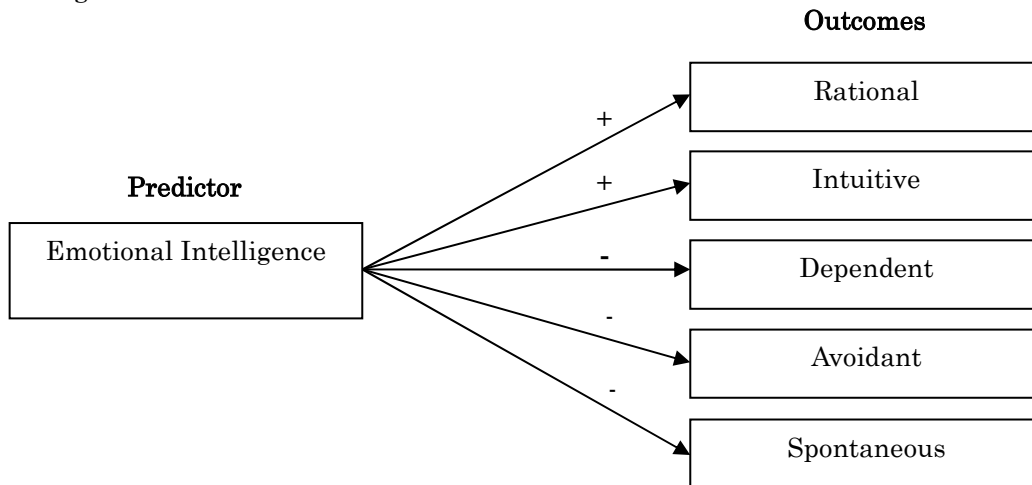 Outcomes
Rational
+
Intuitive
+
Predictor
Emotional Intelligence
-
Dependent
-
Avoidant
-
Spontaneous